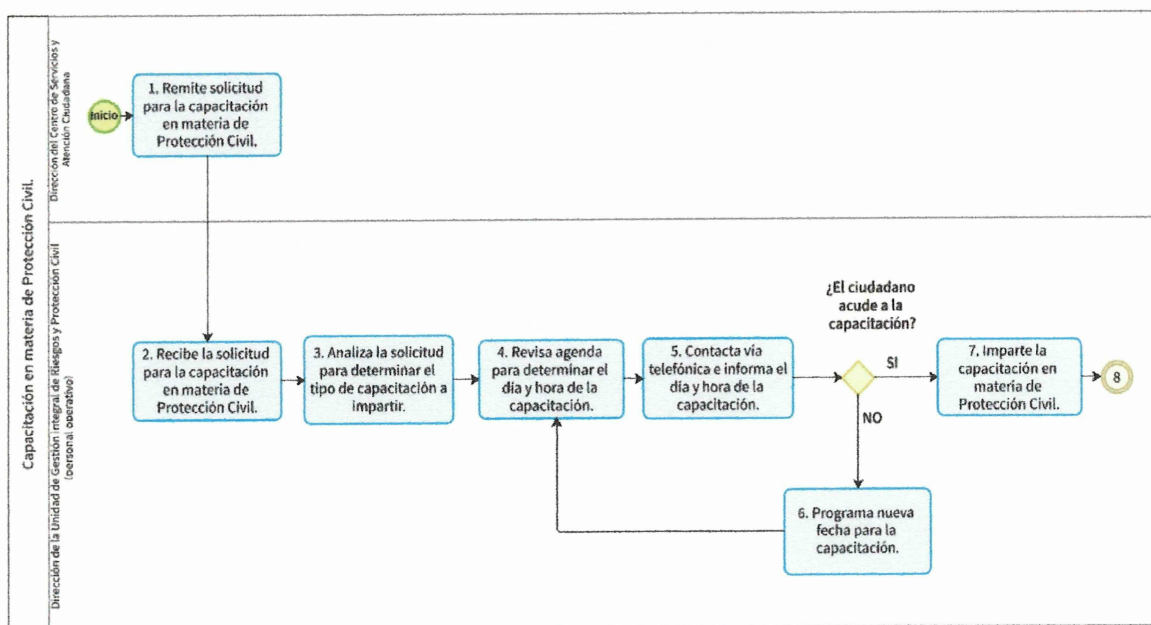 Capacitación en materia de Protección Civil.
Dirección del Centro de Servicios y
Atención Ciudadana
Inicio
1. Remite solicitud
para la capacitación
en materia de
Protección Civil.
Dirección de la Unidad de Gestión Integral de Riesgos y Protección Civil
(personal operativo)
2. Recibe la solicitud
para la capacitación
en materia de
Protección Civil.
3. Analiza la solicitud
para determinar el
tipo de capacitación a
impartir.
4. Revisa agenda
para determinar el
día y hora de la
capacitación.
5. Contacta vía
telefónica e informa el
día y hora de la
capacitación.
¿El ciudadano
acude a la
capacitación?
SI
NO
6. Programa nueva
fecha para la
capacitación.
7. Imparte la
capacitación en
materia de
Protección Civil.
8